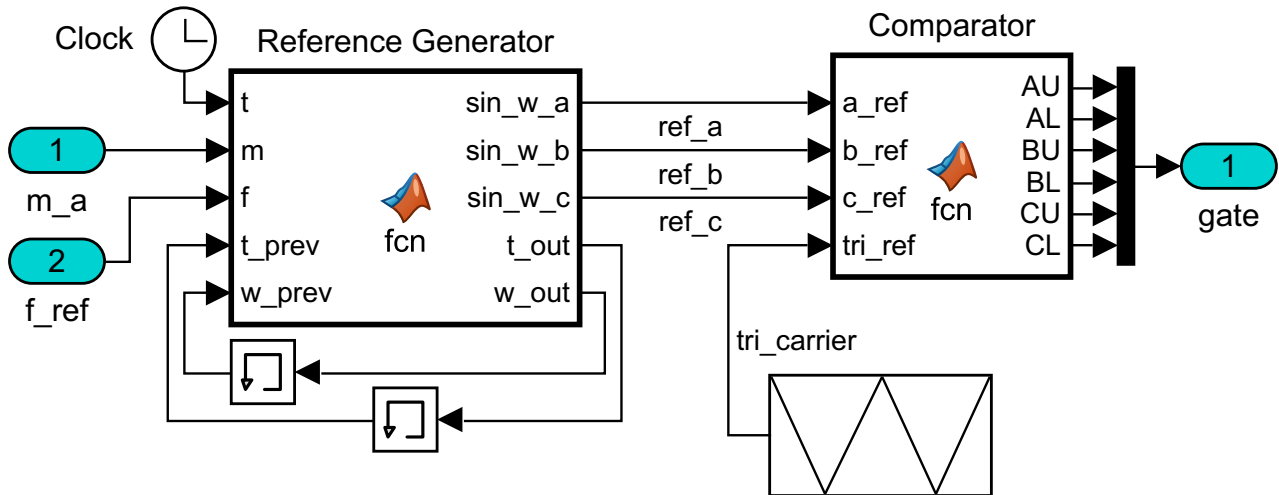 Clock
Reference Generator
Comparator
t
m
f
t_prev
w_prev
sin_w_a
sin_w_b
sin_w_c
t_out
w_out
fcn
1
m_a
2
f_ref
ref_a
ref_b
ref_c
a_ref
b_ref
c_ref
tri_ref
fcn
AU
AL
BU
BL
CU
CL
1
gate
tri_carrier